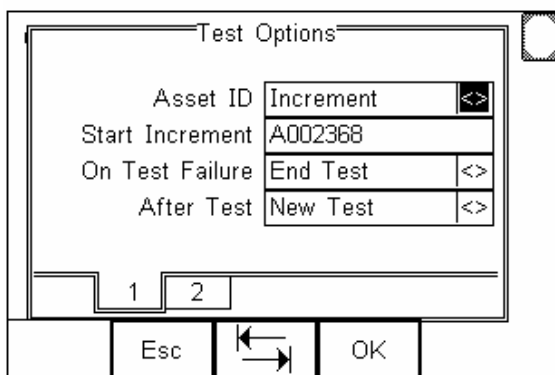 Test Options
Asset ID Increment <>
Start Increment A002368
On Test Failure End Test <>
After Test New Test <>
1 2
Esc OK